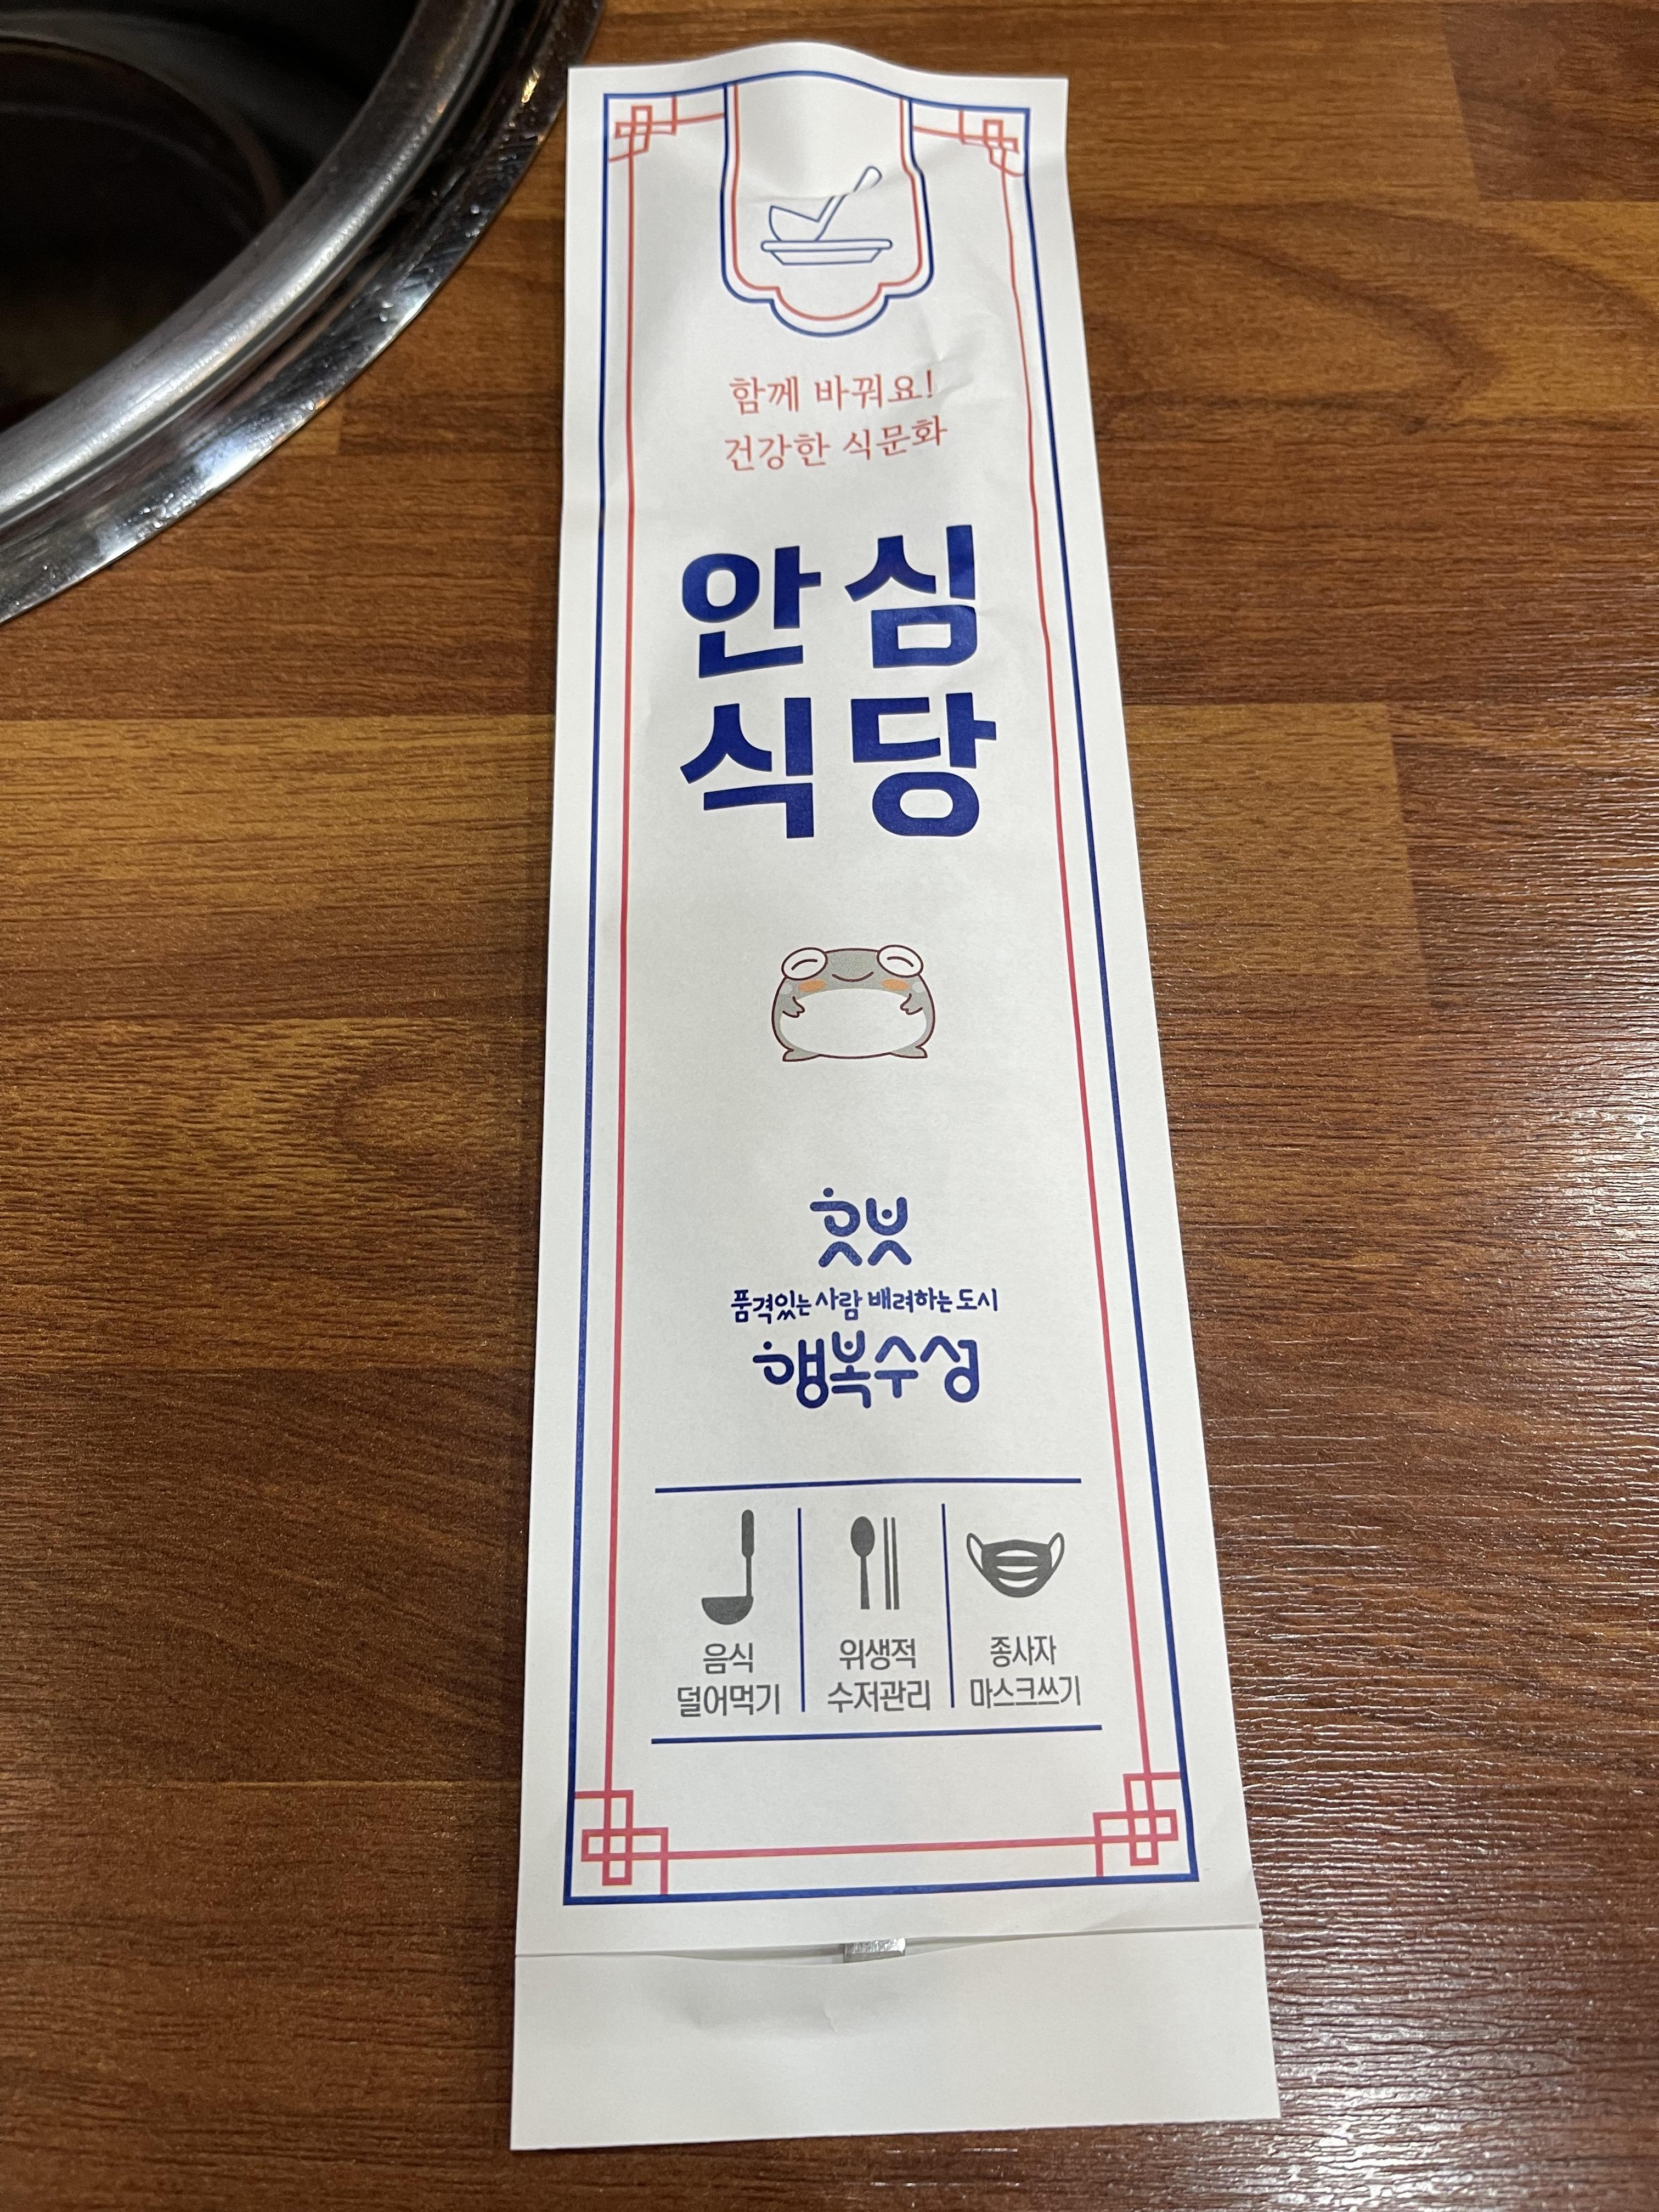 함께 바꿔요!
건강한 식문화
안심
식당
행복
품격있는 사람 배려하는 도시
행복수성
음식
덜어먹기
위생적
수저관리
종사자
마스크쓰기